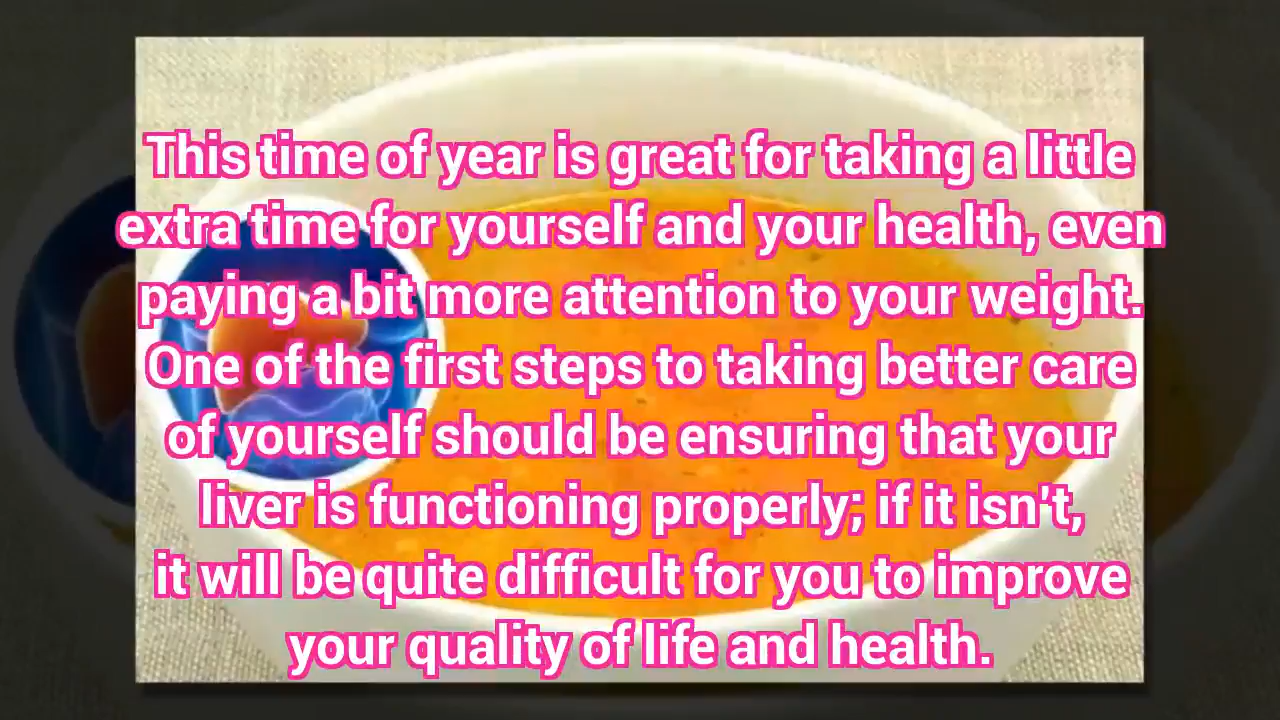 This time of year is great for taking a little
extra time for yourself and your health, even
paying a bit more attention to your weight.
One of the first steps to taking better care
of yourself should be ensuring that your
liver is functioning properly; if it isn't,
it will be quite difficult for you to improve
your quality of life and health.